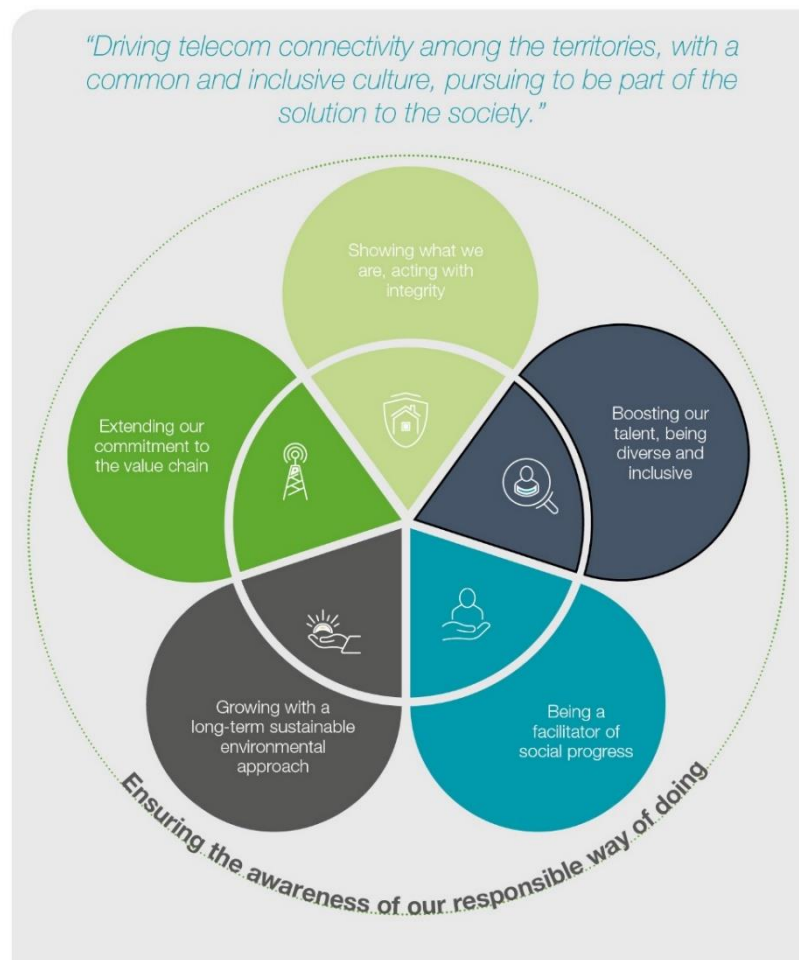 "Driving telecom connectivity among the territories, with a
common and inclusive culture, pursuing to be part of the
solution to the society."
Showing what we
are, acting with
integrity
Extending our
commitment to
the value chain
Boosting our
talent, being
diverse and
inclusive
Growing with a
long-term sustainable
environmental
approach
Being a
facilitator of
social progress
Ensuring the awareness of our responsible way of doing